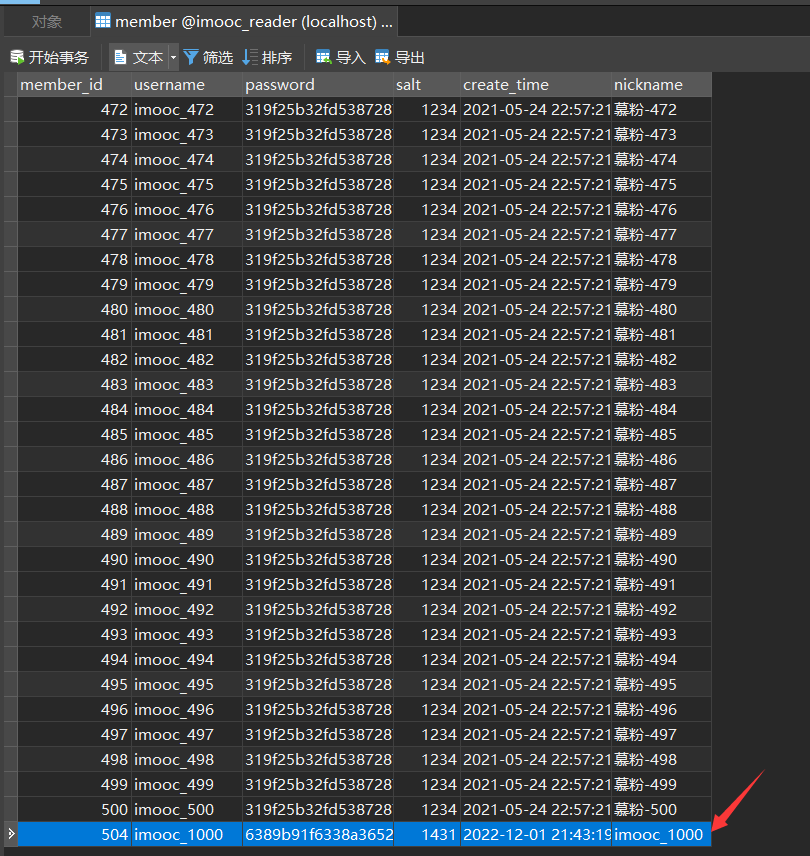 对象 member @imooc_reader (localhost) ...
开始事务 文本 筛选 排序 导入 导出
member_id username password salt create_time nickname
472 imooc_472 319f25b32fd538728 1234 2021-05-24 22:57:21 慕粉-472
473 imooc_473 319f25b32fd538728 1234 2021-05-24 22:57:21 慕粉-473
474 imooc_474 319f25b32fd538728 1234 2021-05-24 22:57:21 慕粉-474
475 imooc_475 319f25b32fd538728 1234 2021-05-24 22:57:21 慕粉-475
476 imooc_476 319f25b32fd538728 1234 2021-05-24 22:57:21 慕粉-476
477 imooc_477 319f25b32fd538728 1234 2021-05-24 22:57:21 慕粉-477
478 imooc_478 319f25b32fd538728 1234 2021-05-24 22:57:21 慕粉-478
479 imooc_479 319f25b32fd538728 1234 2021-05-24 22:57:21 慕粉-479
480 imooc_480 319f25b32fd538728 1234 2021-05-24 22:57:21 慕粉-480
481 imooc_481 319f25b32fd538728 1234 2021-05-24 22:57:21 慕粉-481
482 imooc_482 319f25b32fd538728 1234 2021-05-24 22:57:21 慕粉-482
483 imooc_483 319f25b32fd538728 1234 2021-05-24 22:57:21 慕粉-483
484 imooc_484 319f25b32fd538728 1234 2021-05-24 22:57:21 慕粉-484
485 imooc_485 319f25b32fd538728 1234 2021-05-24 22:57:21 慕粉-485
486 imooc_486 319f25b32fd538728 1234 2021-05-24 22:57:21 慕粉-486
487 imooc_487 319f25b32fd538728 1234 2021-05-24 22:57:21 慕粉-487
488 imooc_488 319f25b32fd538728 1234 2021-05-24 22:57:21 慕粉-488
489 imooc_489 319f25b32fd538728 1234 2021-05-24 22:57:21 慕粉-489
490 imooc_490 319f25b32fd538728 1234 2021-05-24 22:57:21 慕粉-490
491 imooc_491 319f25b32fd538728 1234 2021-05-24 22:57:21 慕粉-491
492 imooc_492 319f25b32fd538728 1234 2021-05-24 22:57:21 慕粉-492
493 imooc_493 319f25b32fd538728 1234 2021-05-24 22:57:21 慕粉-493
494 imooc_494 319f25b32fd538728 1234 2021-05-24 22:57:21 慕粉-494
495 imooc_495 319f25b32fd538728 1234 2021-05-24 22:57:21 慕粉-495
496 imooc_496 319f25b32fd538728 1234 2021-05-24 22:57:21 慕粉-496
497 imooc_497 319f25b32fd538728 1234 2021-05-24 22:57:21 慕粉-497
498 imooc_498 319f25b32fd538728 1234 2021-05-24 22:57:21 慕粉-498
499 imooc_499 319f25b32fd538728 1234 2021-05-24 22:57:21 慕粉-499
500 imooc_500 319f25b32fd538728 1234 2021-05-24 22:57:21 慕粉-500
504 imooc_1000 6389b91f6338a3652 1431 2022-12-01 21:43:19 imooc_1000